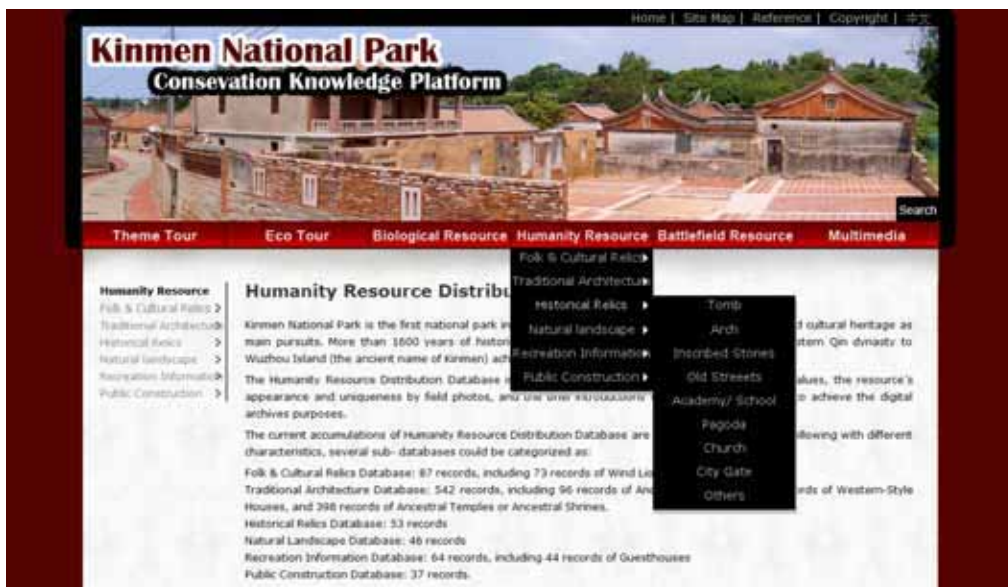 Home | Site Map | Reference | Copyright | 中文
Kinmen National Park
Consevation Knowledge Platform
Search
Theme Tour Eco Tour Biological Resource Humanity Resource Battlefield Resource Multimedia
Folk & Cultural Relics
Traditional Architecture
Historical Relics
Natural landscape
Recreation Information
Public Construction
Tomb
Arch
Inscribed Stones
Old Streeets
Academy/ School
Pagoda
Church
City Gate
Others
Humanity Resource
Folk & Cultural Relics
Traditional Architecture
Historical Relics
Natural landscape
Recreation Information
Public Construction
Humanity Resource Distribu
Kinmen National Park is the first national park in d cultural heritage as
main pursuits. More than 1600 years of histori stern Qin dynasty to
Wuzhou Island (the ancient name of Kinmen) ach
The Humanity Resource Distribution Database alues, the resource's
appearance and uniqueness by field photos, and the brief introductions to achieve the digital
archives purposes.
The current accumulations of Humanity Resource Distribution Database are llowing with different
characteristics, several sub- databases could be categorized as:
Folk & Cultural Relics Database: 87 records, including 73 records of Wind Lio
Traditional Architecture Database: 542 records, including 96 records of Anc rds of Western-Style
Houses, and 398 records of Ancestral Temples or Ancestral Shrines.
Historical Relics Database: 53 records
Natural Landscape Database: 46 records
Recreation Information Database: 64 records, including 44 records of Guesthouses
Public Construction Database: 37 records.